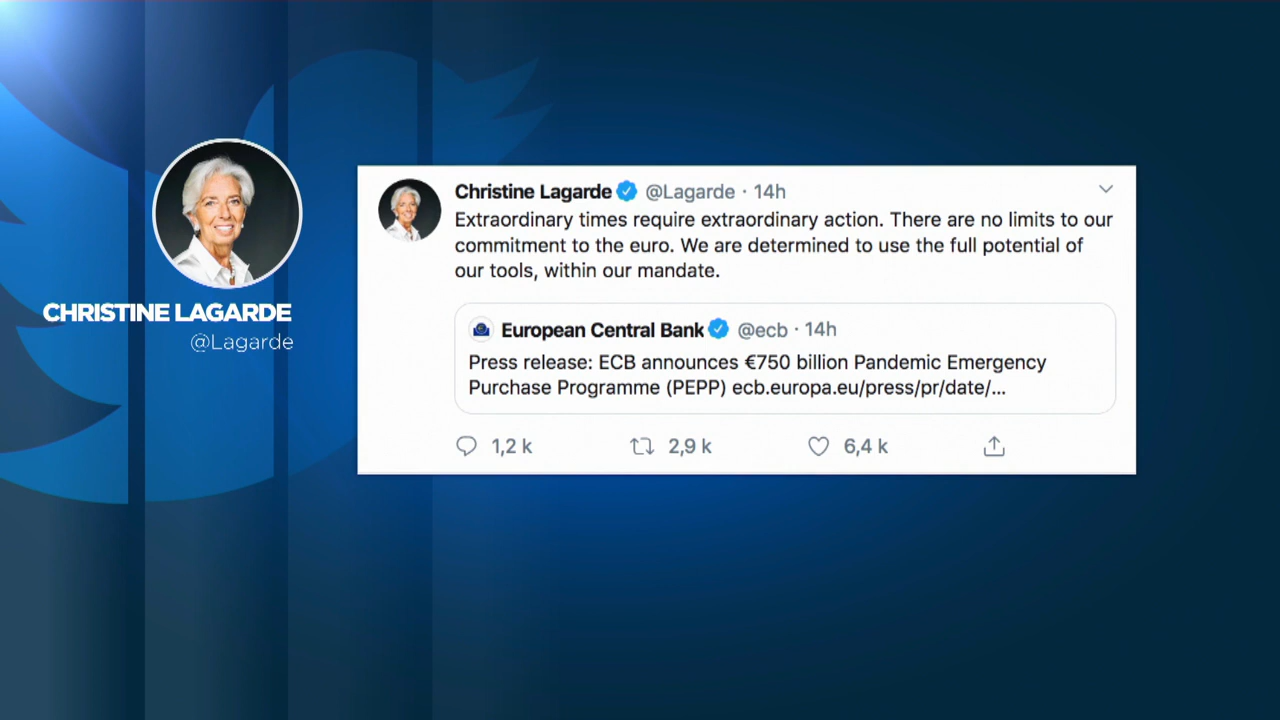 CHRISTINE LAGARDE
@Lagarde
Christine Lagarde @Lagarde · 14h
Extraordinary times require extraordinary action. There are no limits to our
commitment to the euro. We are determined to use the full potential of
our tools, within our mandate.
European Central Bank @ecb · 14h
Press release: ECB announces €750 billion Pandemic Emergency
Purchase Programme (PEPP) ecb.europa.eu/press/pr/date/...
1,2 k 2,9 k 6,4 k